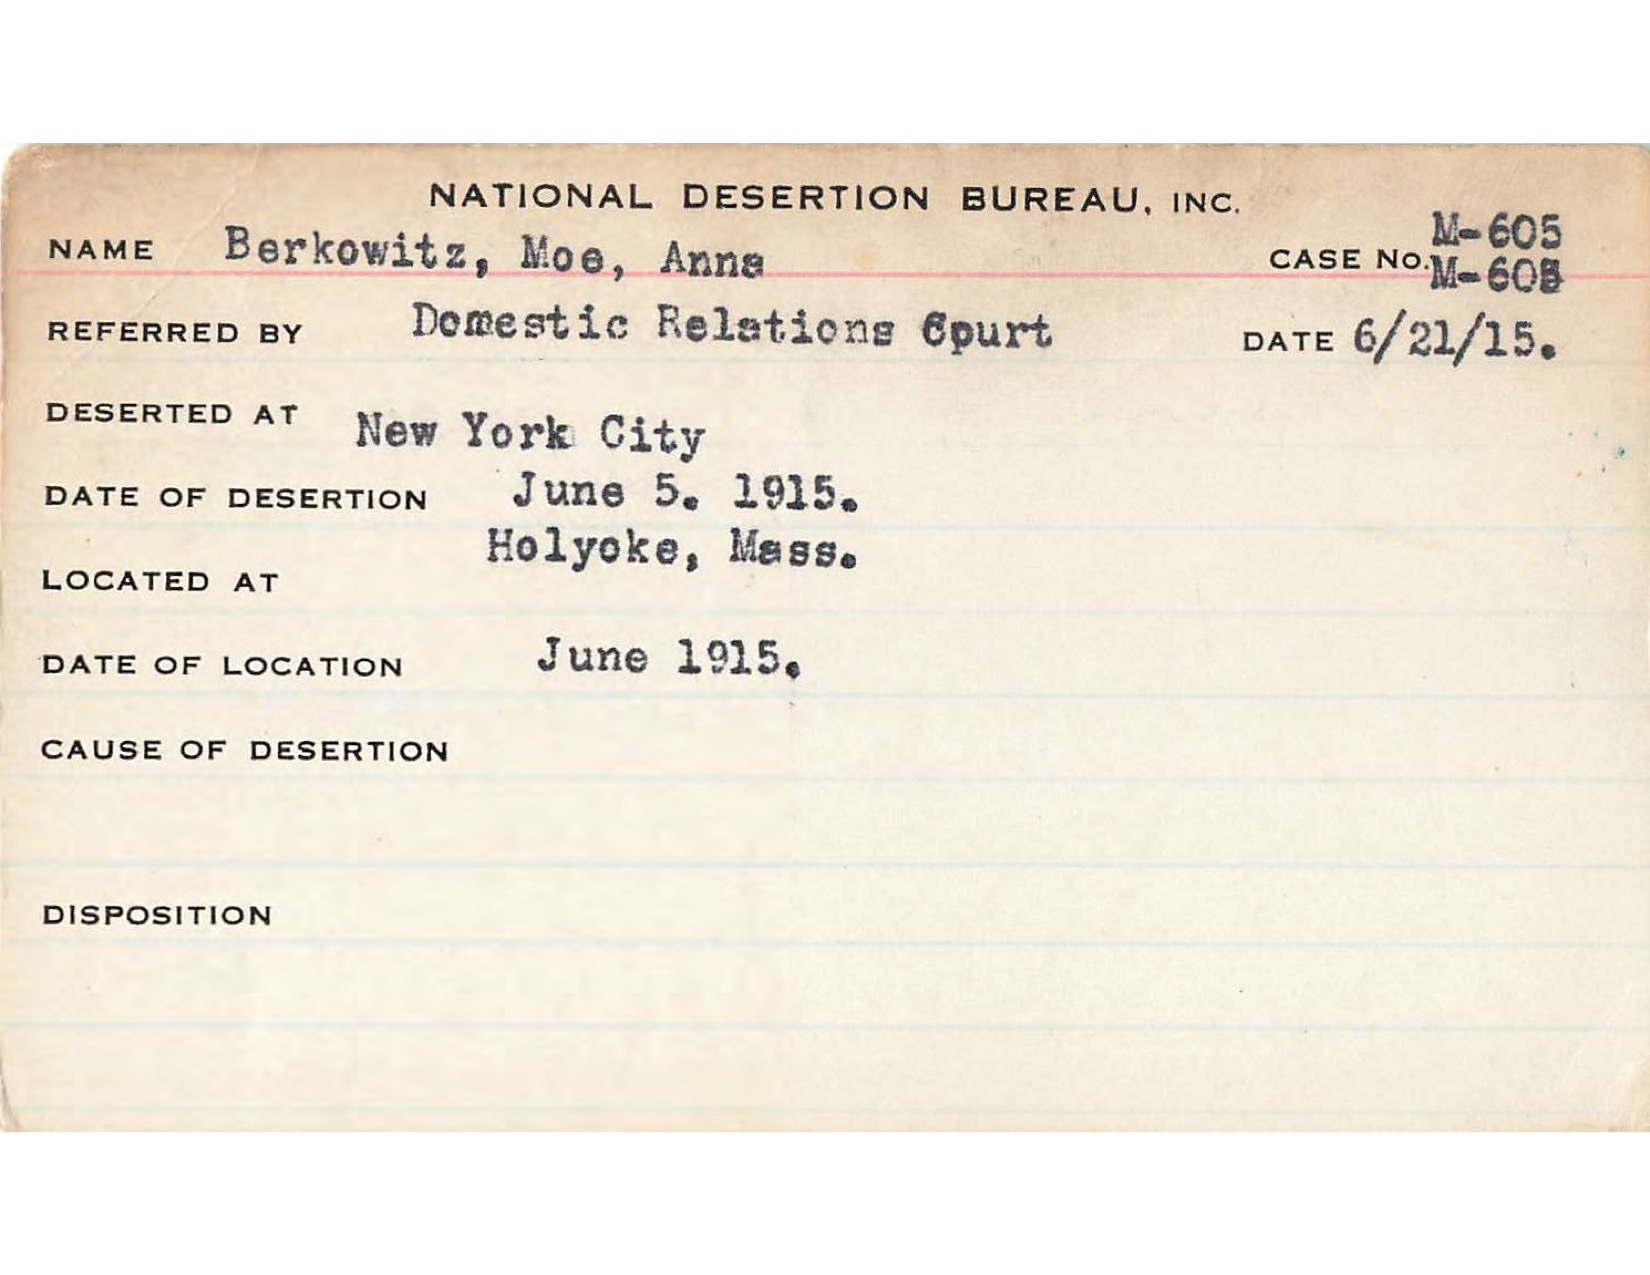 NATIONAL DESERTION BUREAU, INC.
M-605
NAME Berkowitz, Moe, Anna CASE NO.
REFERRED BY Domestic Relations Court DATE 6/21/15.
DESERTED AT New York City
DATE OF DESERTION June 5. 1915.
Holyoke, Mass.
LOCATED AT
DATE OF LOCATION June 1915.
CAUSE OF DESERTION
DISPOSITION